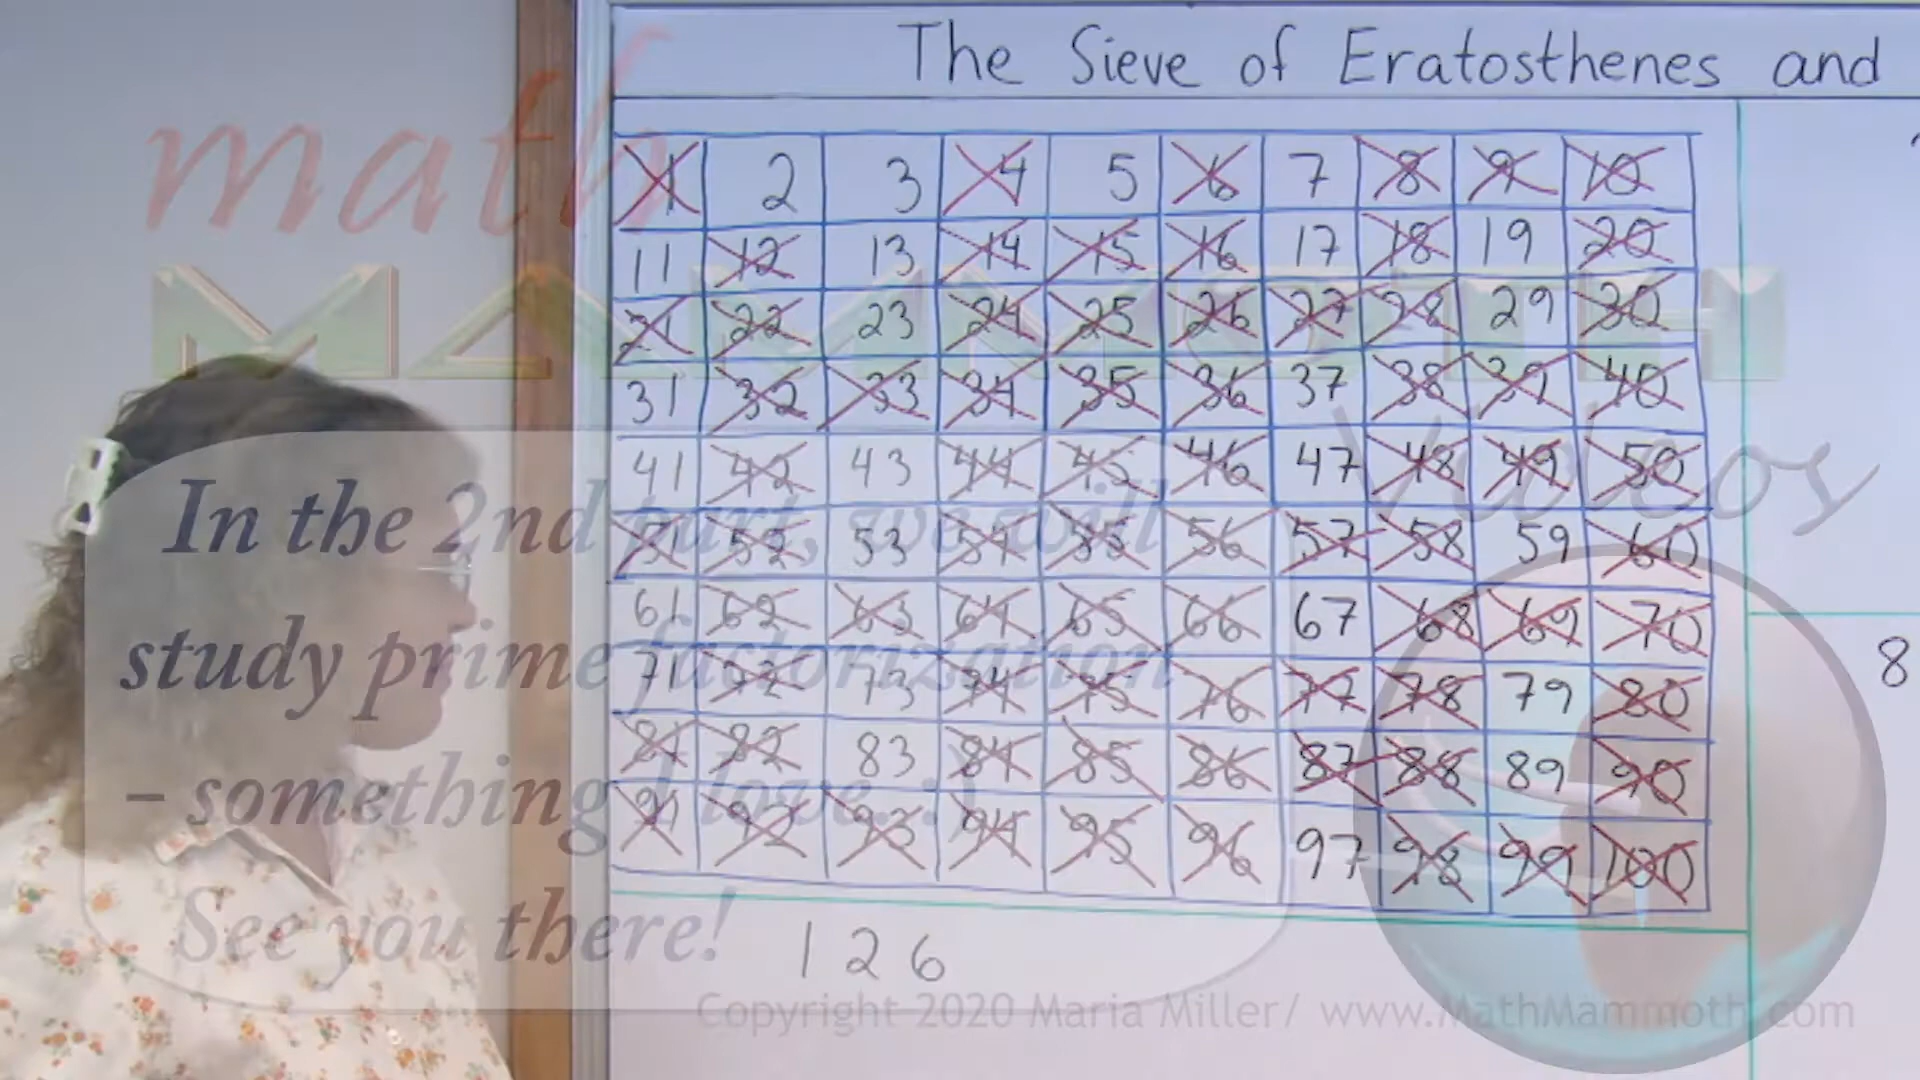 The Sieve of Eratosthenes and
math
MAMMOTH
Videos
1 2 3 4 5 6 7 8 9 10
11 12 13 14 15 16 17 18 19 20
21 22 23 24 25 26 27 28 29 30
31 32 33 34 35 36 37 38 39 40
41 42 43 44 45 46 47 48 49 50
51 52 53 54 55 56 57 58 59 60
61 62 63 64 65 66 67 68 69 70
71 72 73 74 75 76 77 78 79 80
81 82 83 84 85 86 87 88 89 90
91 92 93 94 95 96 97 98 99 100
8
In the 2nd part, we will
study prime factorization
– something I love. :)
See you there!
126
Copyright 2020 Maria Miller/ www.MathMammoth.com